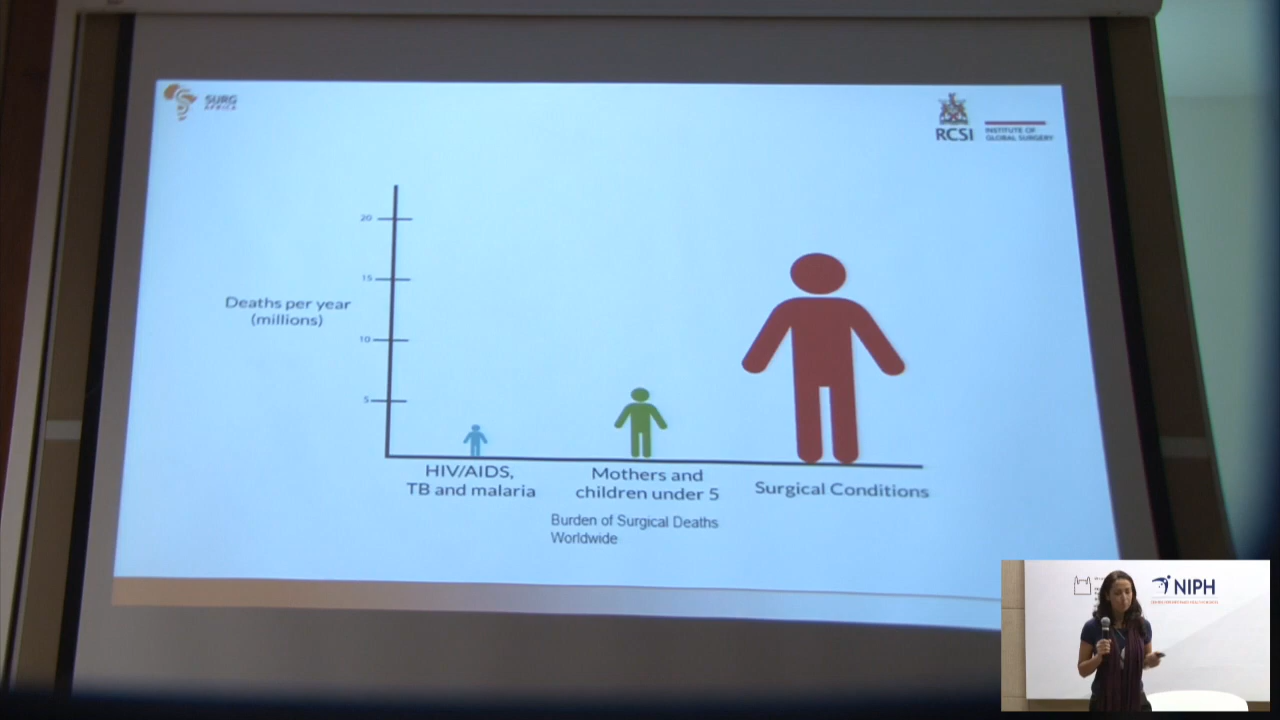 SURG
AFRICA
RCSI
INSTITUTE OF
GLOBAL SURGERY
20
15
Deaths per year
(millions)
10
5
HIV/AIDS,
TB and malaria
Mothers and
children under 5
Surgical Conditions
Burden of Surgical Deaths
Worldwide
NIPH